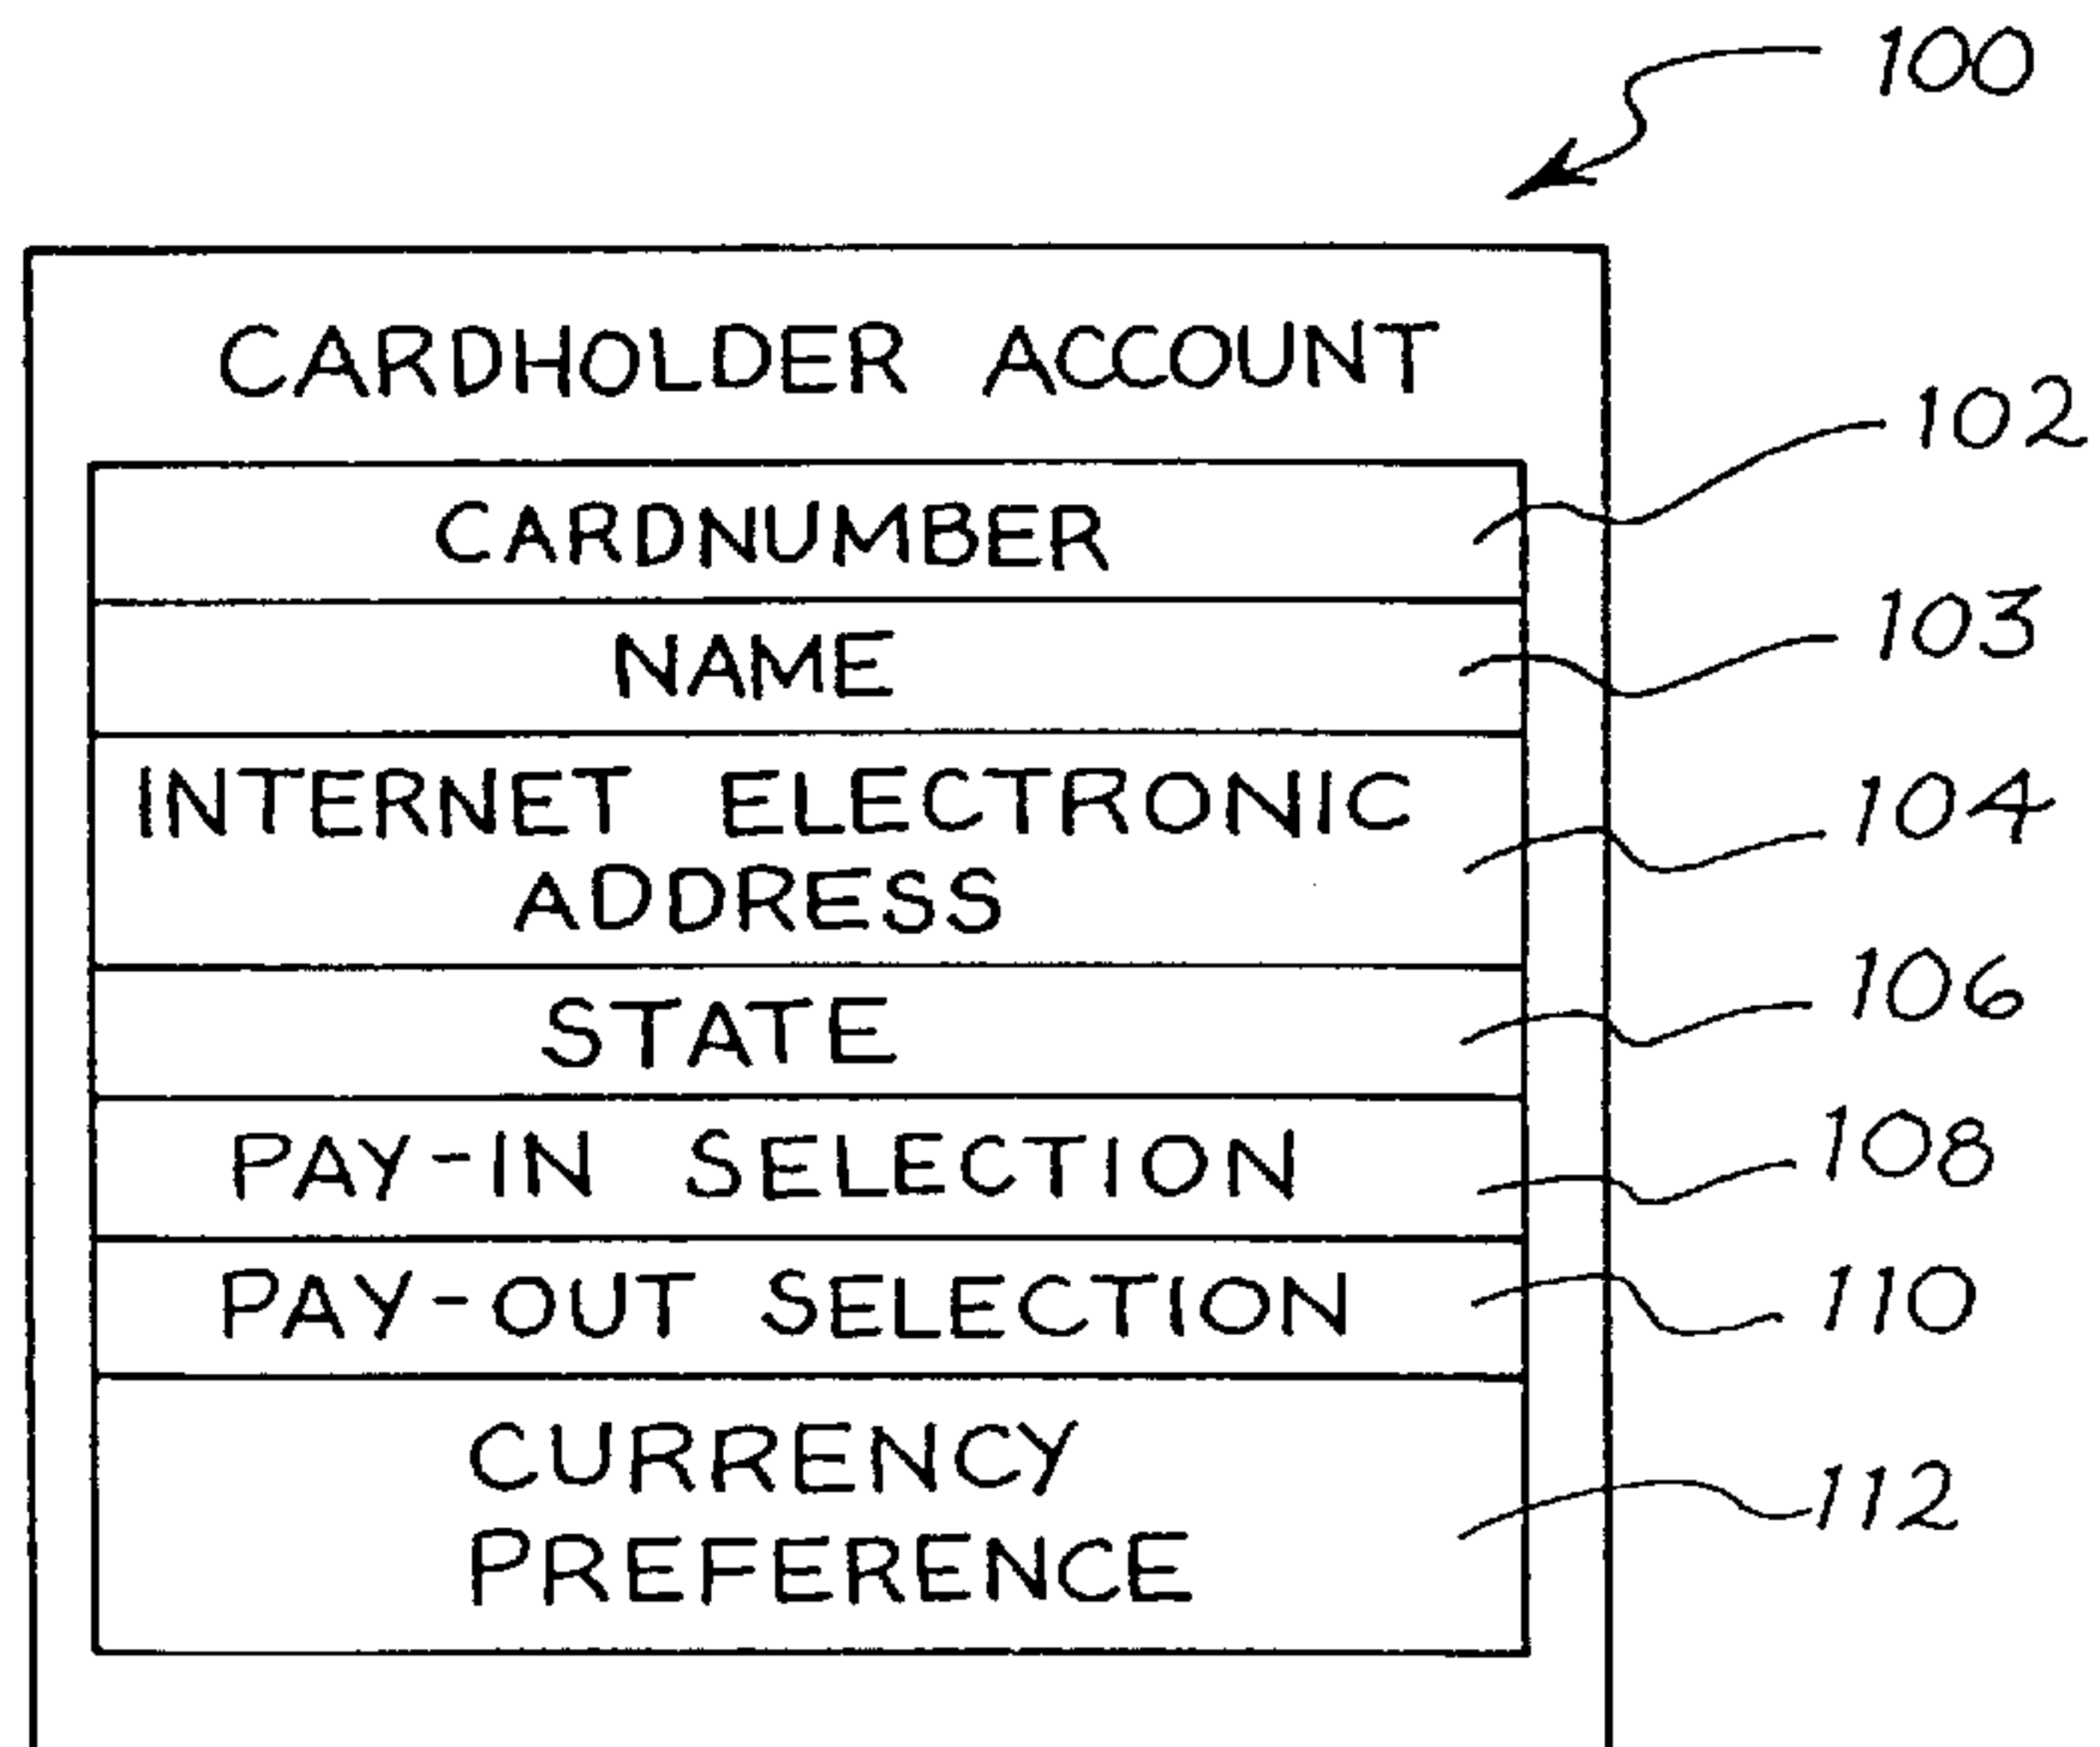 100
CARDHOLDER ACCOUNT
CARDNUMBER 102
NAME 103
INTERNET ELECTRONIC
ADDRESS 104
STATE 106
PAY-IN SELECTION 108
PAY-OUT SELECTION 110
CURRENCY
PREFERENCE 112